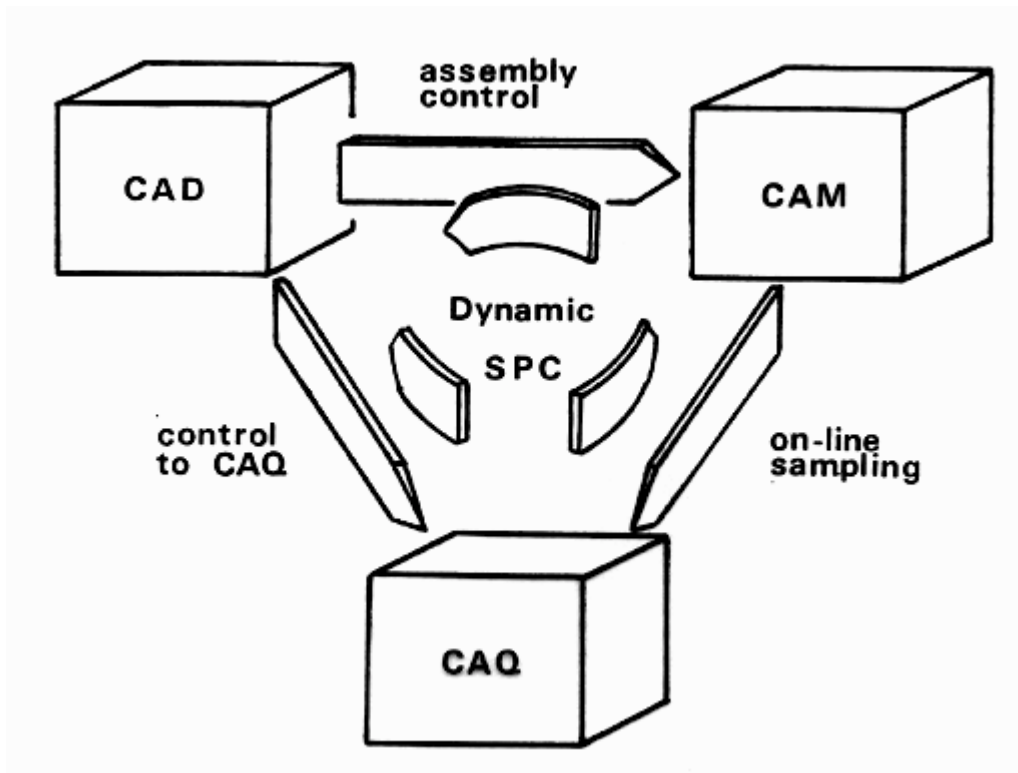 assembly
control
CAD
CAM
Dynamic
SPC
control
to CAQ
on-line
sampling
CAQ